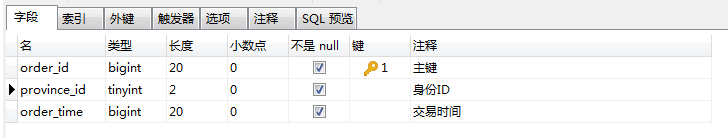 字段 索引 外键 触发器 选项 注释 SQL 预览
名 类型 长度 小数点 不是 null 键 注释
order_id bigint 20 0 1 主键
province_id tinyint 2 0 身份ID
order_time bigint 20 0 交易时间